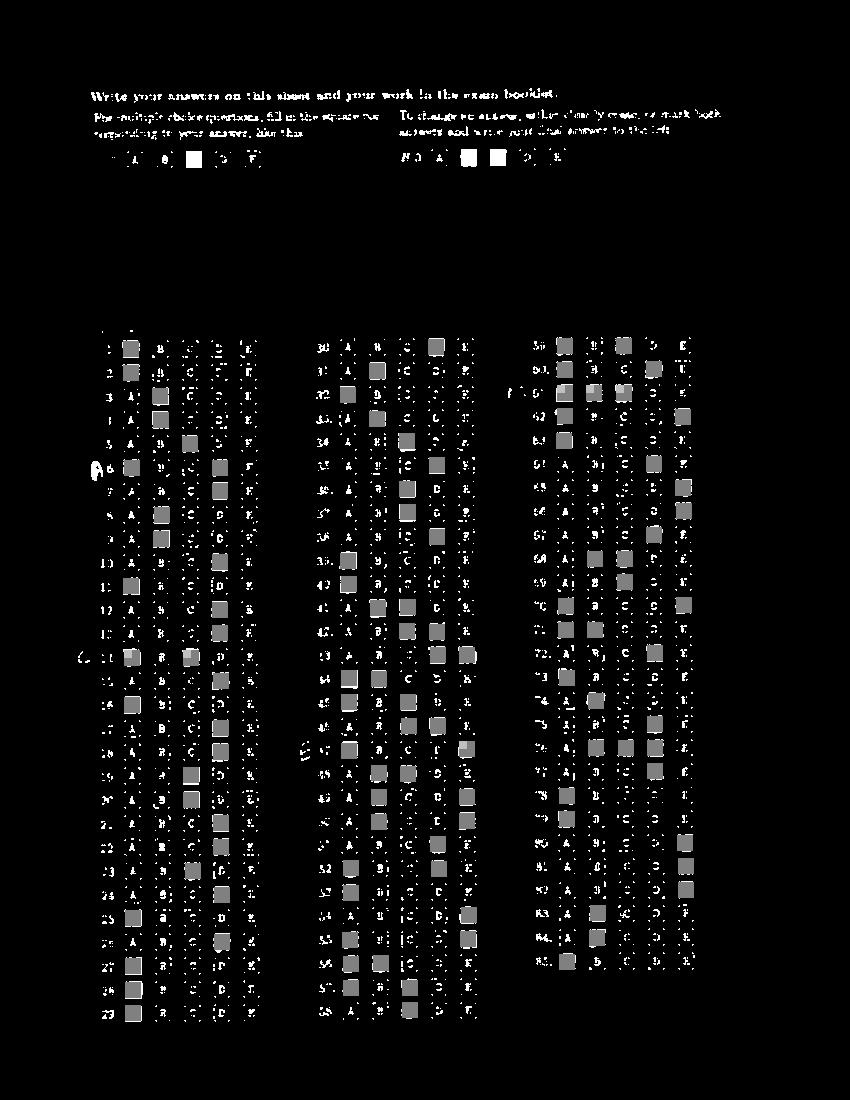 Write your answers on this sheet and your work in the exam booklet.
For multiple choice questions, fill in the square cor
responding to your answer, like this
A B D E
To change an answer, either clearly erase, or mark both
answers and write your final answer to the left
A D E
1 B C D E
2 B C D E
3 A C D E
4 A C D E
5 A B D E
A 6 B C E
7 A B C E
8 A C D E
9 A C D E
10 A B C E
11 B C D E
12 A B C E
13 A B C E
C 14 B D E
15 A B C E
16 B C D E
17 A B C E
18 A B C E
19 A B D E
20 A B D E
21 A B C E
22 A B C E
23 A B D E
24 A B C E
25 B C D E
26 A B C E
27 B C D E
28 B C D E
29 B C D E
30 A B C E
31 A C D E
32 B C D E
33 A C D E
34 A B D E
35 A B C E
36 A B D E
37 A B D E
38 A B C E
39 B C D E
40 B C D E
41 A D E
42 A B E
43 A B C
44 C D E
45 B D E
46 A B E
E 47 B C D
48 A D E
49 A C D
50 A C D
51 A B C E
52 B C E
53 B C D E
54 A B C D
55 B C D
56 C D E
57 B D E
58 A B D E
59 B D E
60 B C E
61 D E
62 B C D
63 B C D E
64 A B C E
65 A B C D
66 A B C D
67 A B C E
68 A D E
69 A B D E
70 B C D
71 C D E
72 A B C E
73 B C D E
74 A C D E
75 A B C E
76 A E
77 A B C E
78 B C D E
79 B C D E
80 A B C D
81 A B C D
82 A B C D
83 A C D E
84 A C D E
85 B C D E